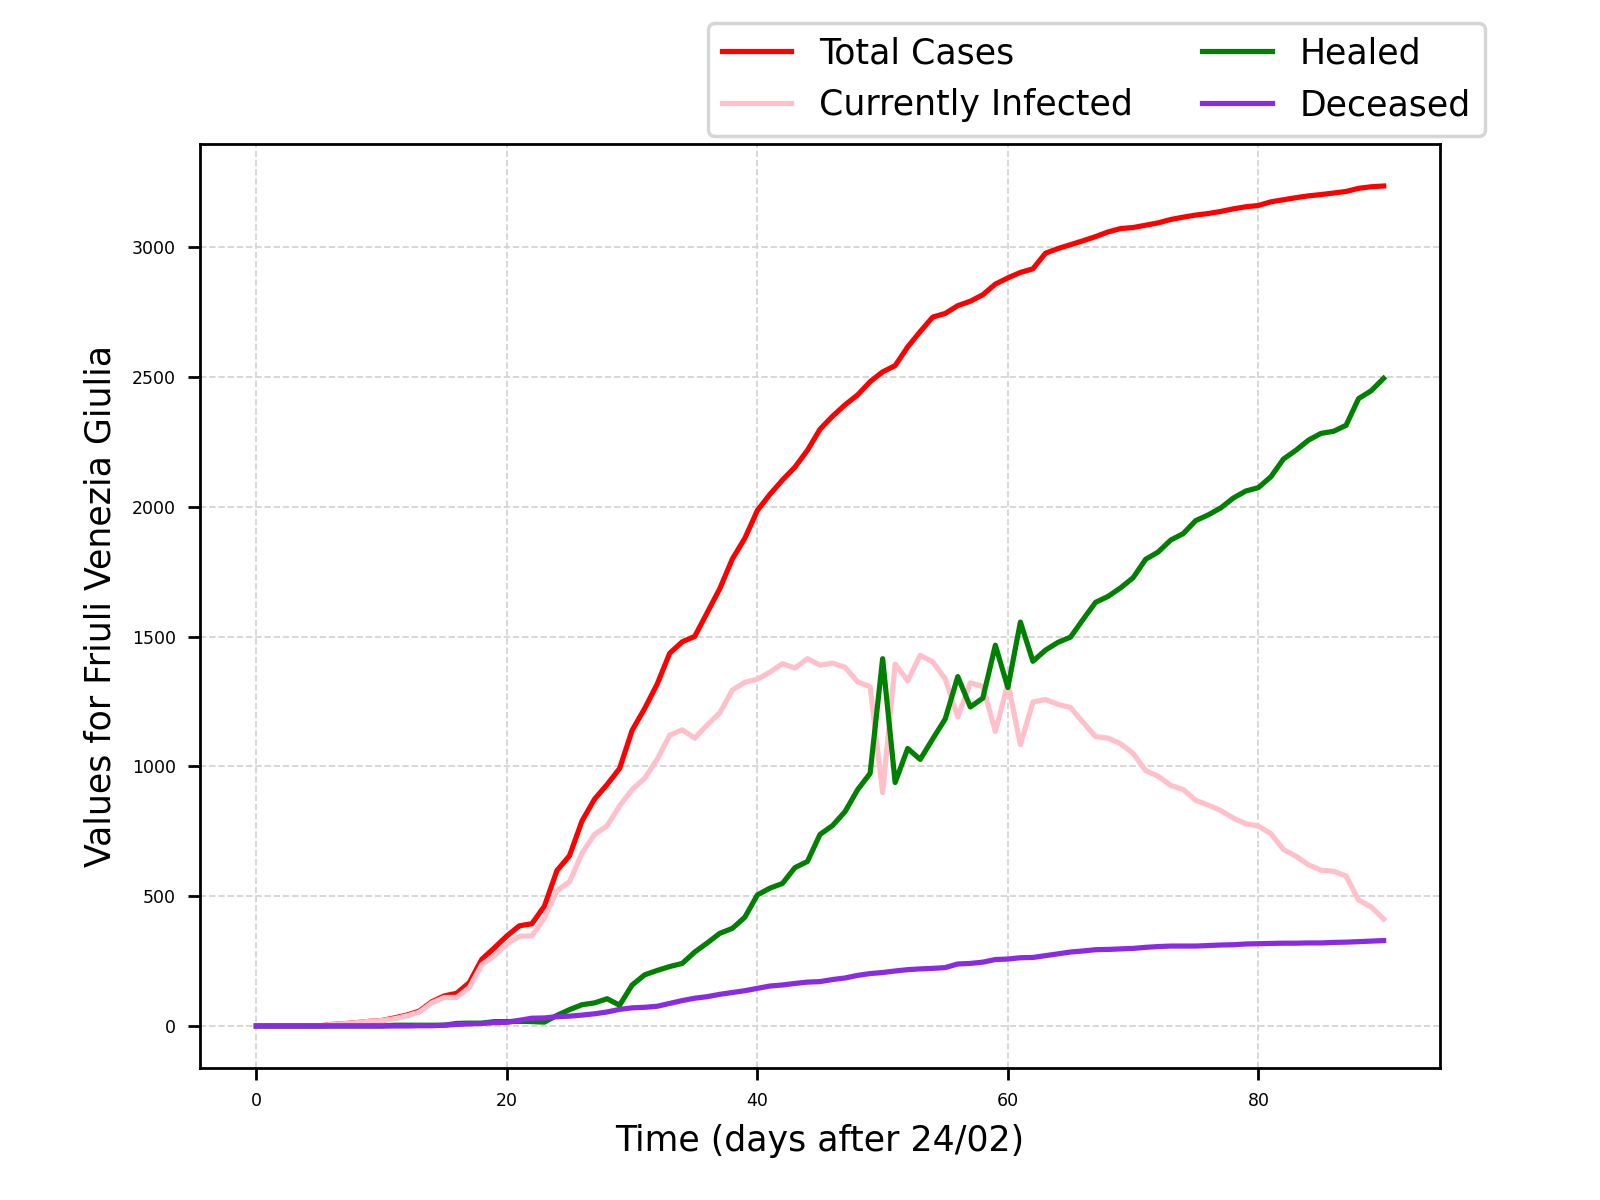 Total Cases
Currently Infected
Healed
Deceased
Values for Friuli Venezia Giulia
3000
2500
2000
1500
1000
500
0
0 20 40 60 80
Time (days after 24/02)